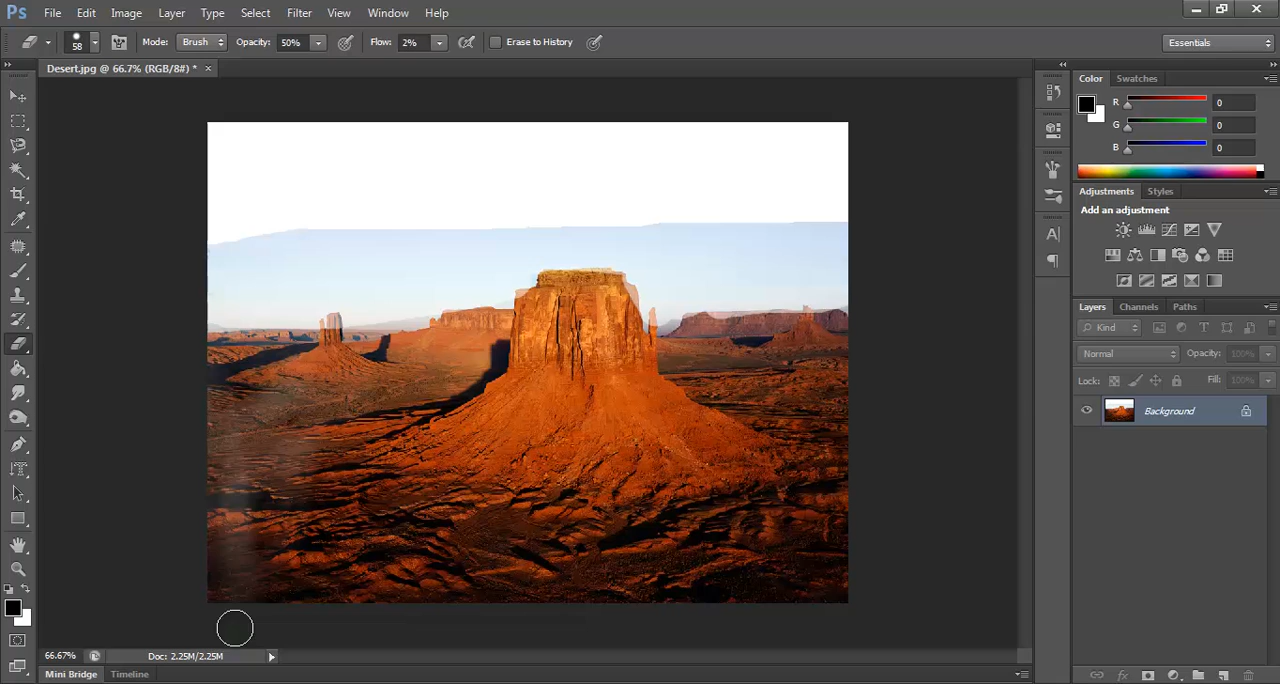 Ps File Edit Image Layer Type Select Filter View Window Help
58 Mode: Brush Opacity: 50% Flow: 2% Erase to History Essentials
Desert.jpg @ 66.7% (RGB/8#) * ×
Color Swatches
R 0
G 0
B 0
Adjustments Styles
Add an adjustment
Layers Channels Paths
Kind
Normal Opacity: 100%
Lock: Fill: 100%
Background
66.67% Doc: 2.25M/2.25M
Mini Bridge Timeline